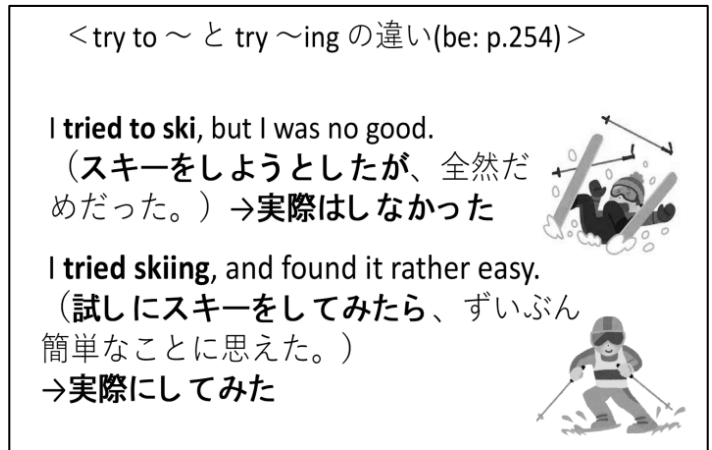 ＜try to ～ と try ～ing の違い(be: p.254)＞
I tried to ski, but I was no good.
（スキーをしようとしたが、全然だ
めだった。）→実際はしなかった
I tried skiing, and found it rather easy.
（試しにスキーをしてみたら、ずいぶん
簡単なことに思えた。）
→実際にしてみた